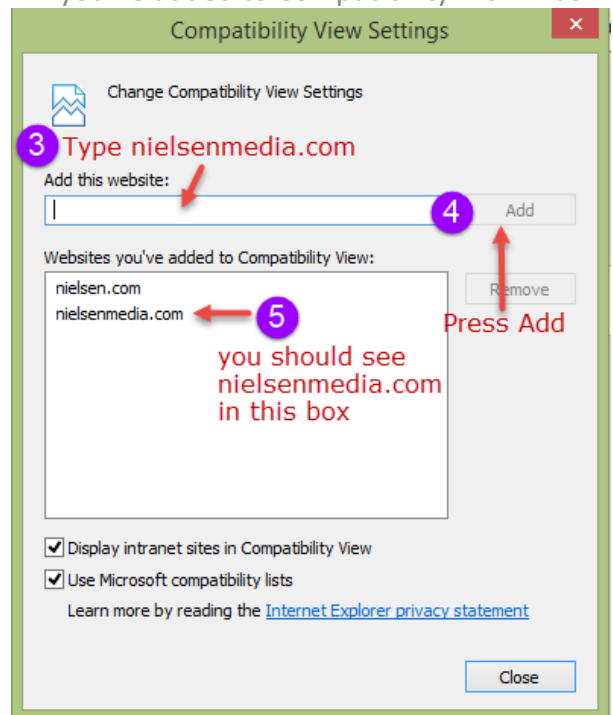 Compatibility View Settings
Change Compatibility View Settings
3 Type nielsenmedia.com
Add this website:
4 Add
Websites you've added to Compatibility View:
nielsen.com
Remove
nielsenmedia.com 5
Press Add
you should see
nielsenmedia.com
in this box
Display intranet sites in Compatibility View
Use Microsoft compatibility lists
Learn more by reading the Internet Explorer privacy statement
Close